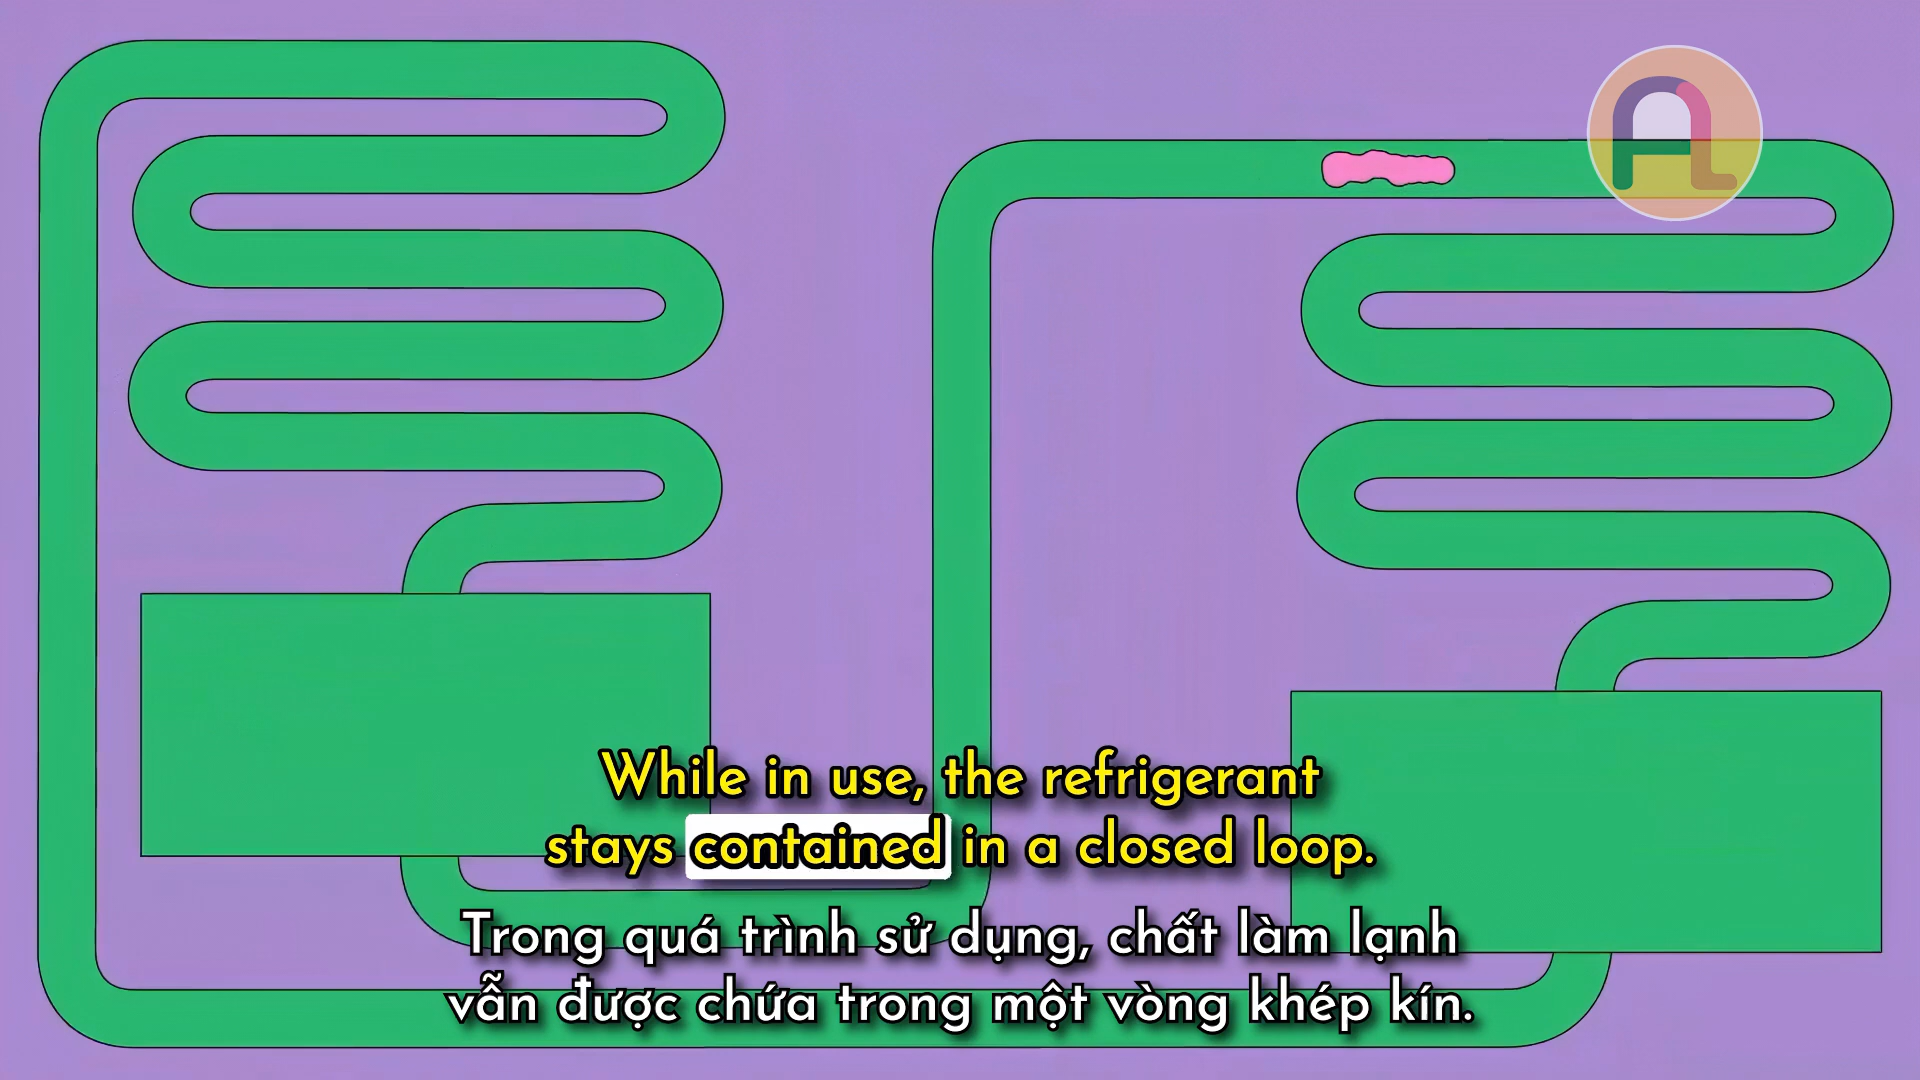 While in use, the refrigerant
stays contained in a closed loop.
Trong quá trình sử dụng, chất làm lạnh
vẫn được chứa trong một vòng khép kín.